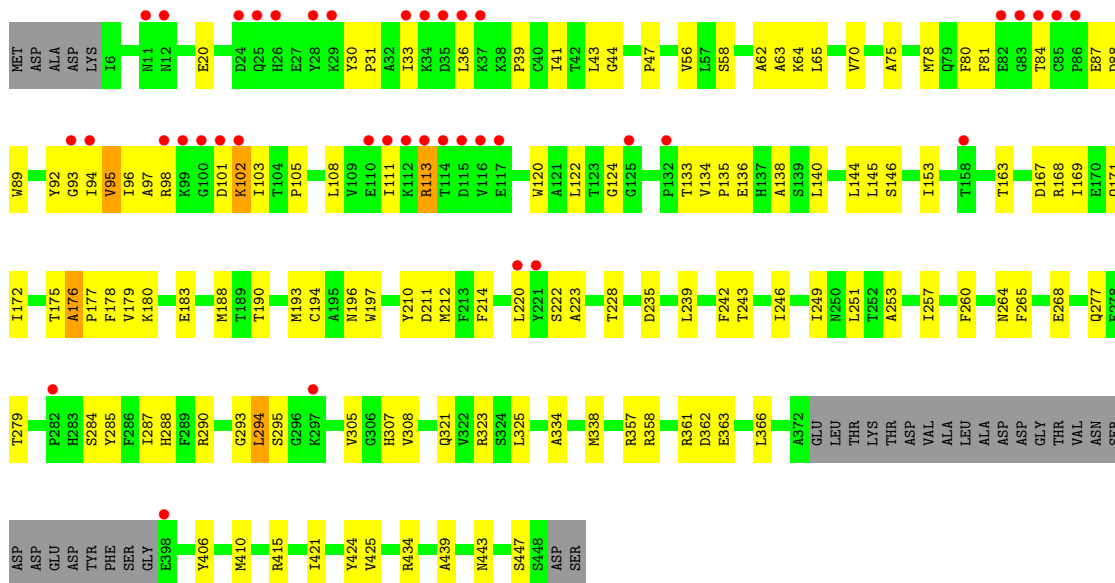 MET ASP ALA ASP LYS I6 N11 N12 E20 D24 Q25 H26 E27 Y28 K29 Y30 P31 A32 I33 K34 D35 L36 K37 K38 P39 C40 I41 T42 L43 G44 P47 V56 L57 S58 A62 A63 K64 L65 V70 A75 M78 Q79 F80 F81 E82 G83 T84 C85 P86 E87 D88
W89 Y92 G93 I94 V95 I96 A97 R98 K99 G100 D101 K102 I103 T104 P105 L108 V109 E110 I111 K112 R113 T114 D115 V116 E117 W120 A121 L122 T123 G124 G125 P132 T133 V134 P135 E136 H137 A138 S139 L140 L144 L145 S146 I153 T158 T163 D167 R168 I169 E170
I172 T175 A176 P177 F178 V179 K180 E183 M188 T189 T190 M193 C194 A195 N196 W197 Y210 D211 M212 F213 F214 L220 Y221 S222 A223 T228 D235 L239 F242 T243 I246 I249 N250 L251 T252 A253 I257 F260 N264 F265 E268 Q277
T279 P282 H283 S284 Y285 F286 I287 H288 F289 R290 G293 L294 S295 G296 K297 V305 G306 H307 V308 Q321 V322 R323 S324 L325 A334 M338 R357 R358 R361 D362 E363 L366 A372 GLU LEU THR LYS THR ASP VAL ALA LEU ALA ASP ASP GLY THR VAL ASN SER
ASP ASP GLU ASP TYR PHE SER GLY E398 Y406 M410 R415 I421 Y424 V425 R434 A439 N443 S447 S448 ASP SER